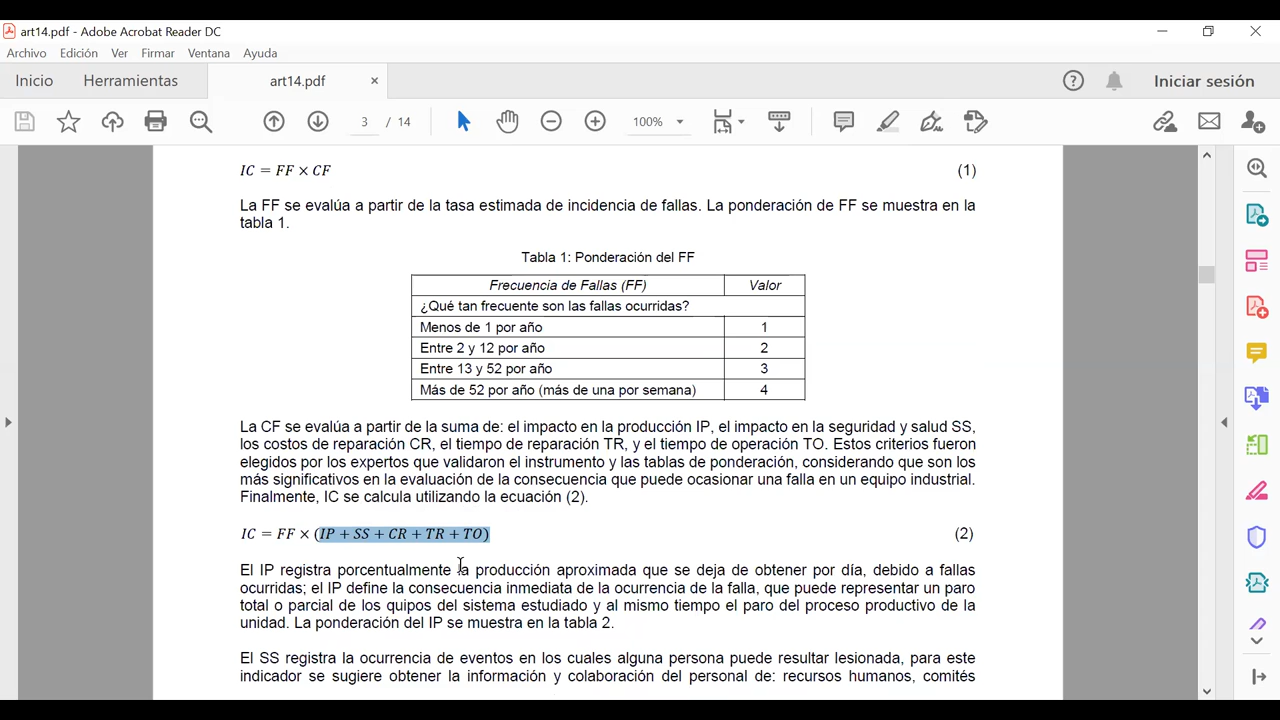 art14.pdf - Adobe Acrobat Reader DC
Archivo Edición Ver Firmar Ventana Ayuda
Inicio Herramientas art14.pdf × Iniciar sesión
3 / 14 100%
IC = FF × CF (1)
La FF se evalúa a partir de la tasa estimada de incidencia de fallas. La ponderación de FF se muestra en la
tabla 1.
Tabla 1: Ponderación del FF
Frecuencia de Fallas (FF) Valor
¿Qué tan frecuente son las fallas ocurridas?
Menos de 1 por año 1
Entre 2 y 12 por año 2
Entre 13 y 52 por año 3
Más de 52 por año (más de una por semana) 4
La CF se evalúa a partir de la suma de: el impacto en la producción IP, el impacto en la seguridad y salud SS,
los costos de reparación CR, el tiempo de reparación TR, y el tiempo de operación TO. Estos criterios fueron
elegidos por los expertos que validaron el instrumento y las tablas de ponderación, considerando que son los
más significativos en la evaluación de la consecuencia que puede ocasionar una falla en un equipo industrial.
Finalmente, IC se calcula utilizando la ecuación (2).
IC = FF × (IP + SS + CR + TR + TO) (2)
El IP registra porcentualmente la producción aproximada que se deja de obtener por día, debido a fallas
ocurridas; el IP define la consecuencia inmediata de la ocurrencia de la falla, que puede representar un paro
total o parcial de los quipos del sistema estudiado y al mismo tiempo el paro del proceso productivo de la
unidad. La ponderación del IP se muestra en la tabla 2.
El SS registra la ocurrencia de eventos en los cuales alguna persona puede resultar lesionada, para este
indicador se sugiere obtener la información y colaboración del personal de: recursos humanos, comités